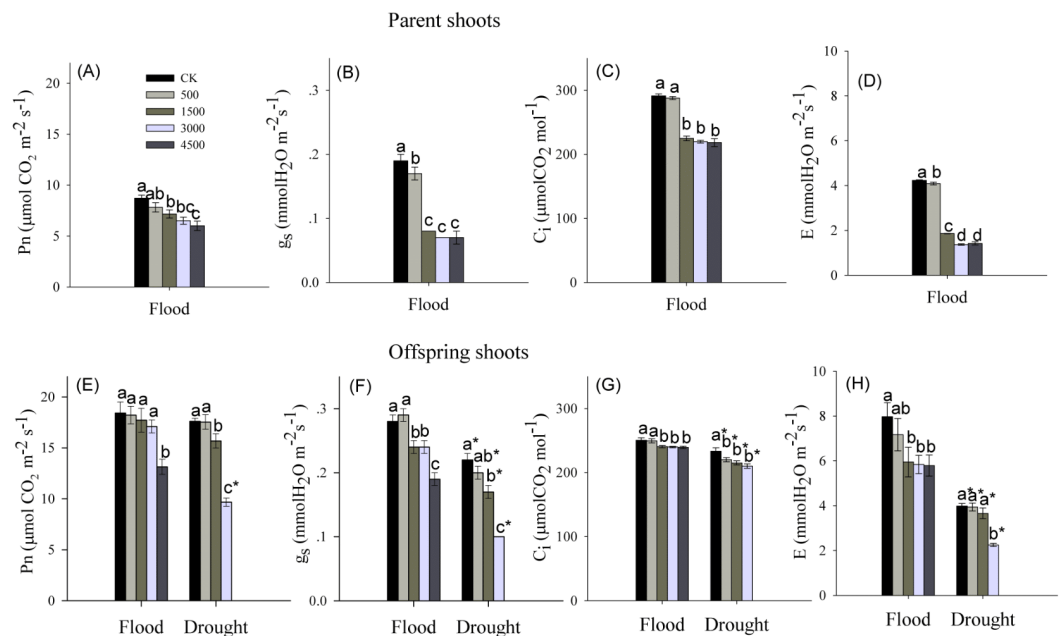 Parent shoots
(A)
Pn (μmol CO2 m-2 s-1)
20
15
10
5
0
CK
500
1500
3000
4500
a ab b bc c
Flood
(B)
gs (mmolH2O m-2s-1)
.3
.2
.1
0.0
a b c c c
Flood
(C)
Ci (μmolCO2 mol-1)
300
200
100
0
a a b b b
Flood
(D)
E (mmolH2O m-2s-1)
10
8
6
4
2
0
a b c d d
Flood
Offspring shoots
(E)
Pn (μmol CO2 m-2 s-1)
20
15
10
5
0
a a a a b
a a b c*
Flood Drought
(F)
gs (mmolH2O m-2s-1)
.3
.2
.1
0.0
a a b b c
a* ab* b* c*
Flood Drought
(G)
Ci (μmolCO2 mol-1)
300
200
100
0
a a b b b
a* b* b* b*
Flood Drought
(H)
E (mmolH2O m-2s-1)
10
8
6
4
2
0
a ab b b b
a* a* a* b*
Flood Drought